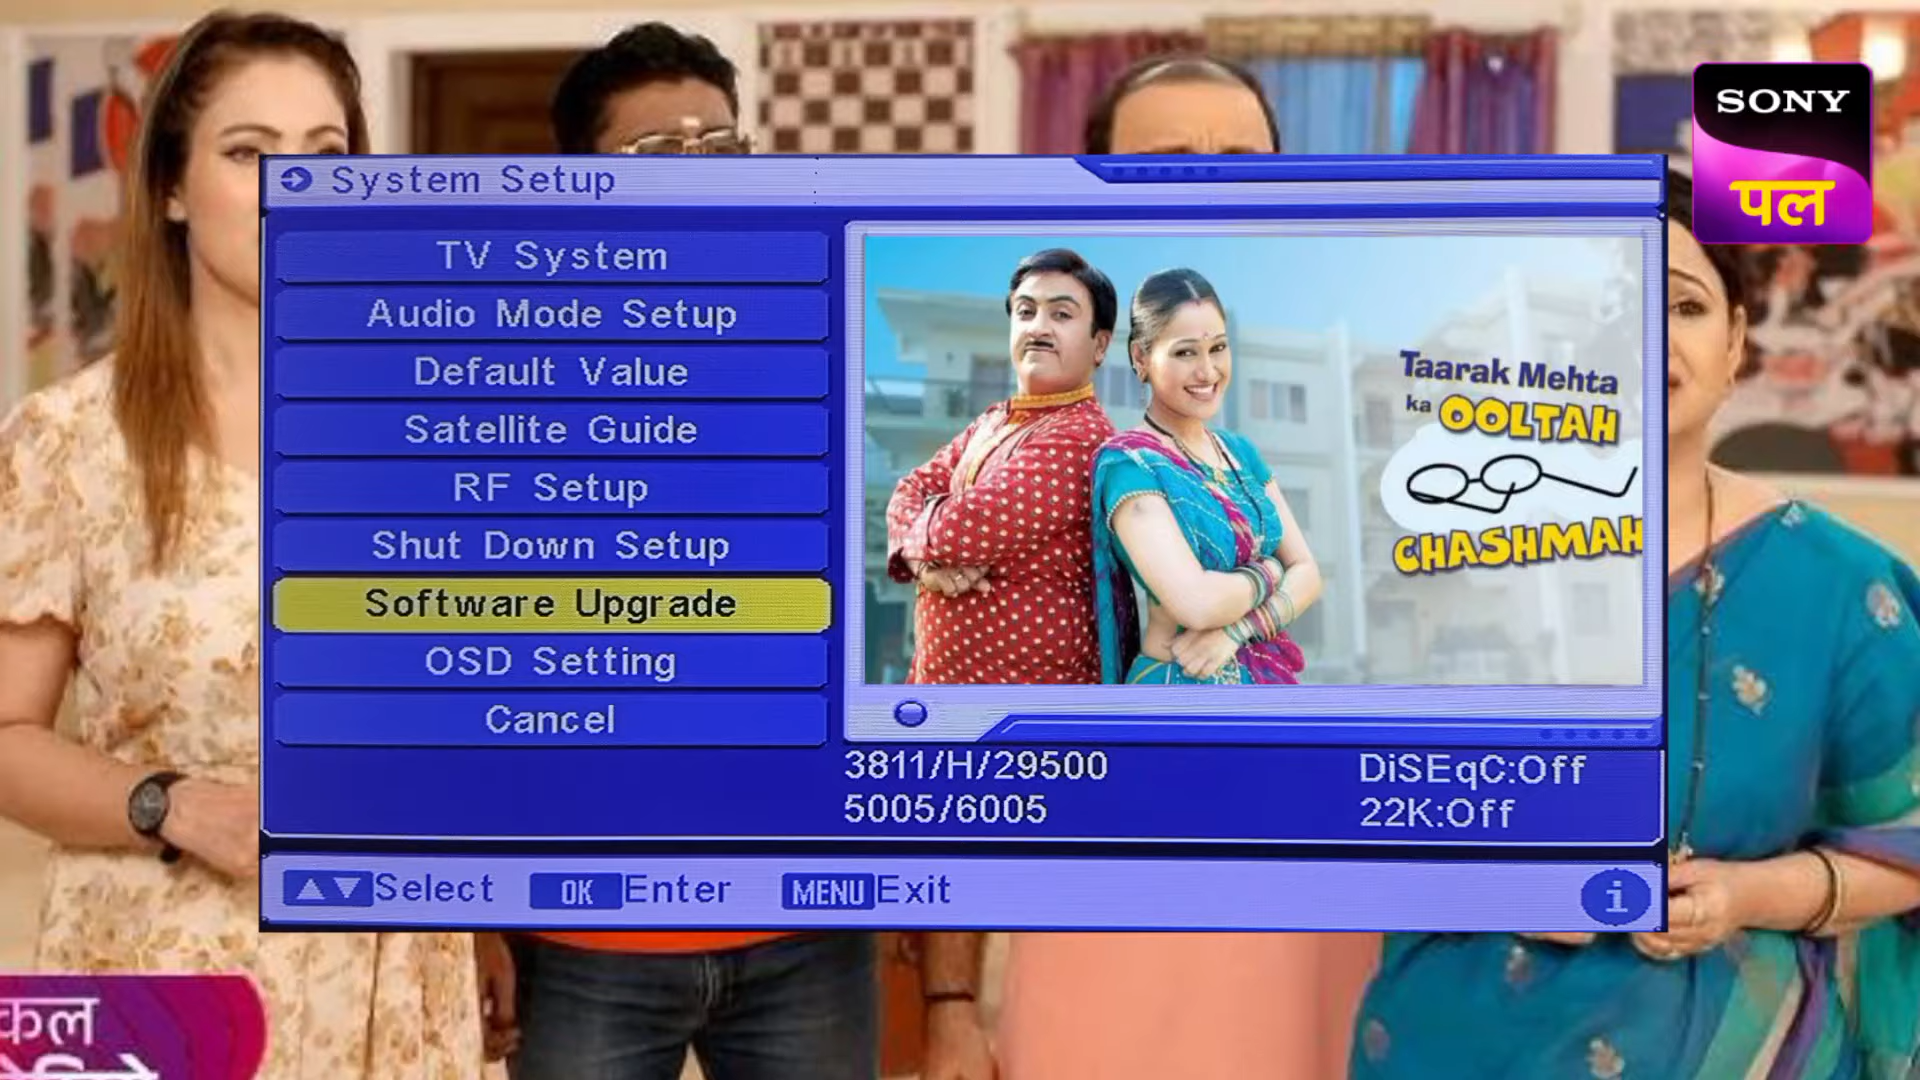 SONY
पल
System Setup
TV System
Audio Mode Setup
Default Value
Satellite Guide
RF Setup
Shut Down Setup
Software Upgrade
OSD Setting
Cancel
Taarak Mehta
ka OOLTAH
CHASHMAH
3811/H/29500
5005/6005
DiSEqC:Off
22K:Off
▲▼Select OK Enter MENU Exit
i
कल